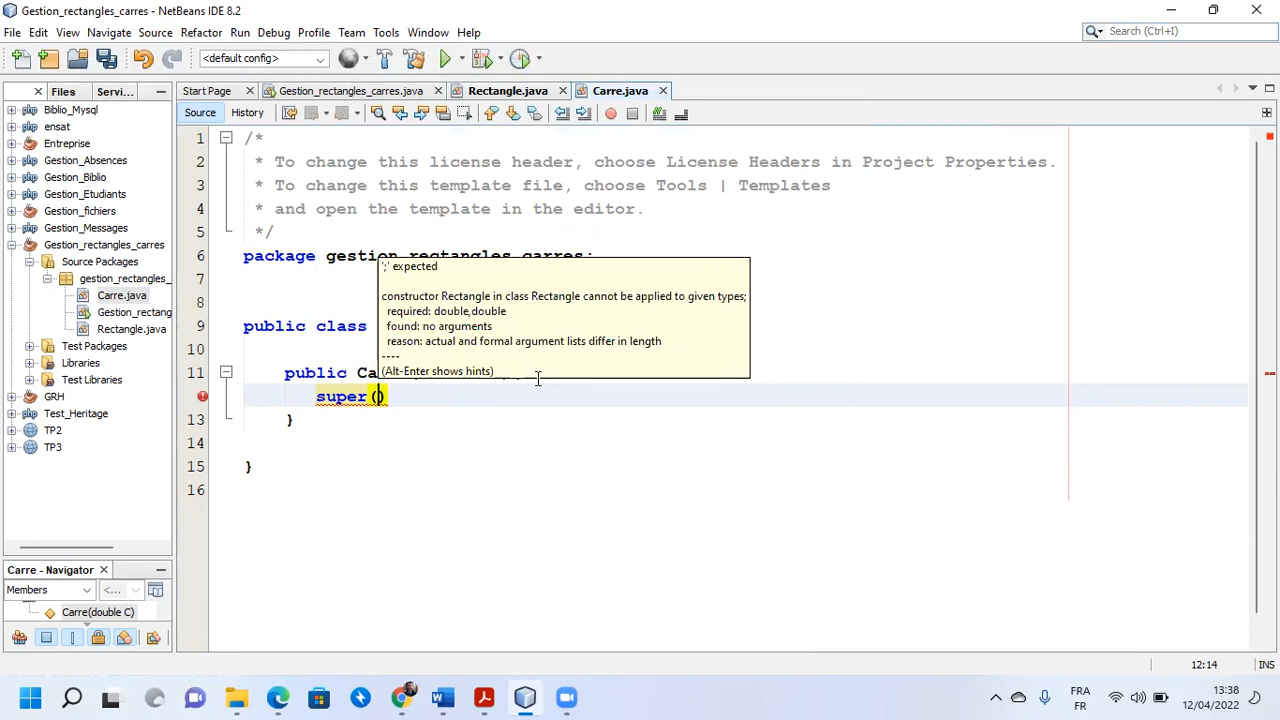 Gestion_rectangles_carres - NetBeans IDE 8.2
File Edit View Navigate Source Refactor Run Debug Profile Team Tools Window Help
Search (Ctrl+I)
<default config>
Files Servi...
Start Page Gestion_rectangles_carres.java Rectangle.java Carre.java
Source History
Biblio_Mysql
ensat
Entreprise
Gestion_Absences
Gestion_Biblio
Gestion_Etudiants
Gestion_fichiers
Gestion_Messages
Gestion_rectangles_carres
Source Packages
gestion_rectangles_
Carre.java
Gestion_rectang
Rectangle.java
Test Packages
Libraries
Test Libraries
GRH
Test_Heritage
TP2
TP3
1 /*
2 * To change this license header, choose License Headers in Project Properties.
3 * To change this template file, choose Tools | Templates
4 * and open the template in the editor.
5 */
6 package gestion_rectangles_carres;
7
8
9 public class
10
11 public Ca
super()
13 }
14
15 }
16
';' expected
constructor Rectangle in class Rectangle cannot be applied to given types;
required: double,double
found: no arguments
reason: actual and formal argument lists differ in length
----
(Alt-Enter shows hints)
Carre - Navigator
Members <...
Carre(double C)
12:14 INS
FRA
FR
13:38
12/04/2022